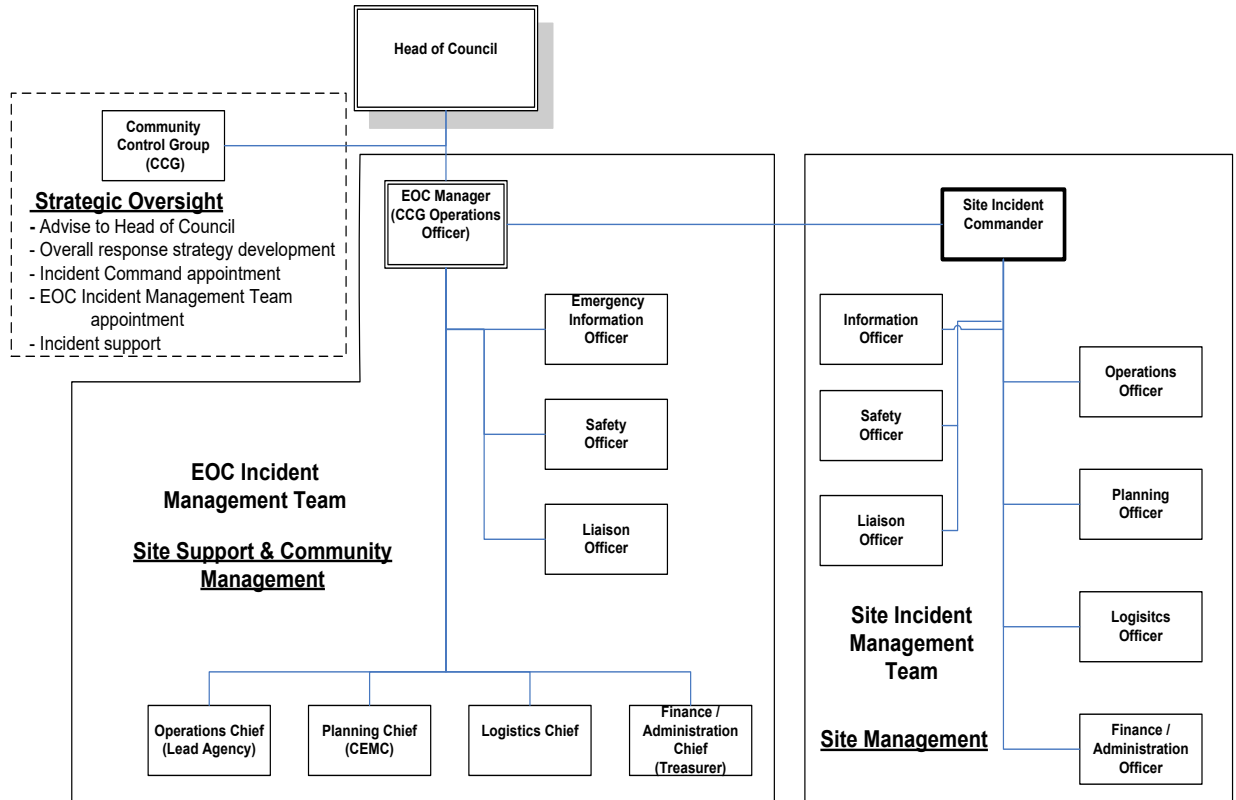 Head of Council
Community
Control Group
(CCG)
Strategic Oversight
- Advise to Head of Council
- Overall response strategy development
- Incident Command appointment
- EOC Incident Management Team
appointment
- Incident support
EOC Manager
(CCG Operations
Officer)
Emergency
Information
Officer
Safety
Officer
Liaison
Officer
EOC Incident
Management Team
Site Support & Community
Management
Operations Chief
(Lead Agency)
Planning Chief
(CEMC)
Logistics Chief
Finance /
Administration
Chief
(Treasurer)
Site Incident
Commander
Information
Officer
Safety
Officer
Liaison
Officer
Operations
Officer
Planning
Officer
Logisitcs
Officer
Finance /
Administration
Officer
Site Incident
Management
Team
Site Management